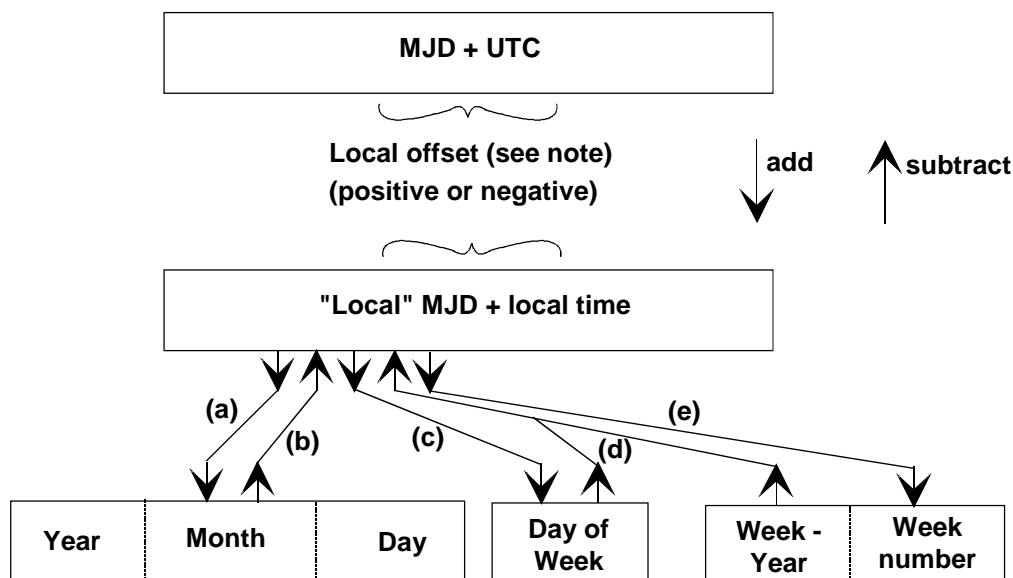 MJD + UTC
Local offset (see note)
(positive or negative)
add
subtract
"Local" MJD + local time
(a)
(b)
(c)
(d)
(e)
Year
Month
Day
Day of
Week
Week -
Year
Week
number